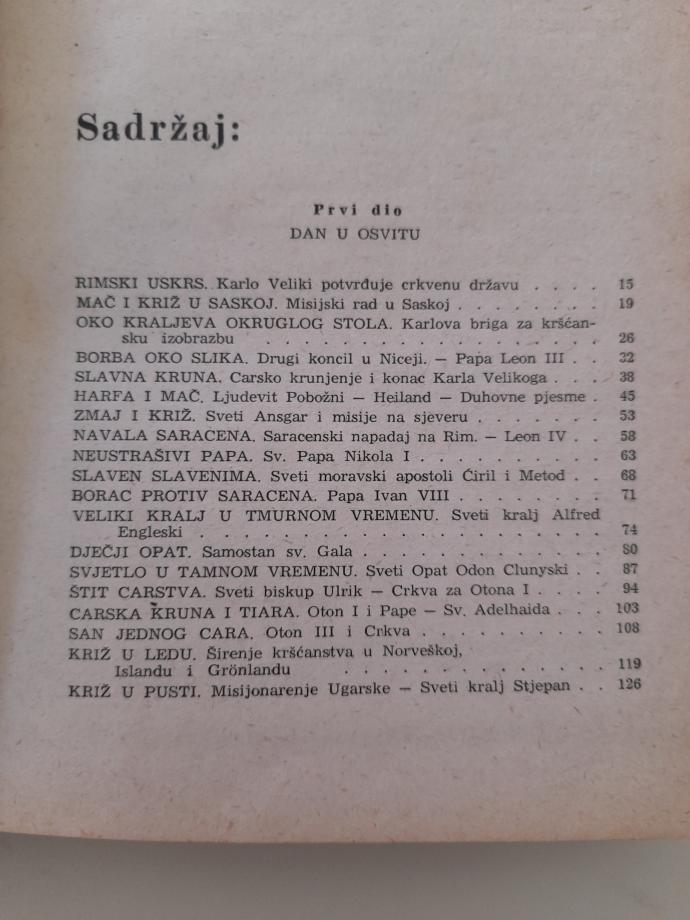 Sadržaj:
Prvi dio
DAN U OSVITU
RIMSKI USKRS. Karlo Veliki potvrđuje crkvenu državu . . . . 15
MAČ I KRIŽ U SASKOJ. Misijski rad u Saskoj . . . . . . . . 19
OKO KRALJEVA OKRUGLOG STOLA. Karlova briga za kršćan-
sku izobrazbu . . . . . . . . . . . . . . . . . 26
BORBA OKO SLIKA. Drugi koncil u Niceji. — Papa Leon III . . 32
SLAVNA KRUNA. Carsko krunjenje i konac Karla Velikoga . . . 38
HARFA I MAČ. Ljudevit Pobožni — Heiland — Duhovne pjesme . 45
ZMAJ I KRIŽ. Sveti Ansgar i misije na sjeveru . . . . . . . 53
NAVALA SARACENA. Saracenski napadaj na Rim. — Leon IV . . 58
NEUSTRAŠIVI PAPA. Sv. Papa Nikola I . . . . . . . . . . 63
SLAVEN SLAVENIMA. Sveti moravski apostoli Ćiril i Metod . . 68
BORAC PROTIV SARACENA. Papa Ivan VIII . . . . . . . . 71
VELIKI KRALJ U TMURNOM VREMENU. Sveti kralj Alfred
Engleski . . . . . . . . . . . . . . . . . . . . 74
DJEČJI OPAT. Samostan sv. Gala . . . . . . . . . . . . 80
SVJETLO U TAMNOM VREMENU. Sveti Opat Odon Clunyski . . 87
ŠTIT CARSTVA. Sveti biskup Ulrik — Crkva za Otona I . . . . 94
CARSKA KRUNA I TIARA. Oton I i Pape — Sv. Adelhaida . . . 103
SAN JEDNOG CARA. Oton III i Crkva . . . . . . . . . . 108
KRIŽ U LEDU. Širenje kršćanstva u Norveškoj,
Islandu i Grönlandu . . . . . . . . . . . . . 119
KRIŽ U PUSTI. Misijonarenje Ugarske — Sveti kralj Stjepan . . 126